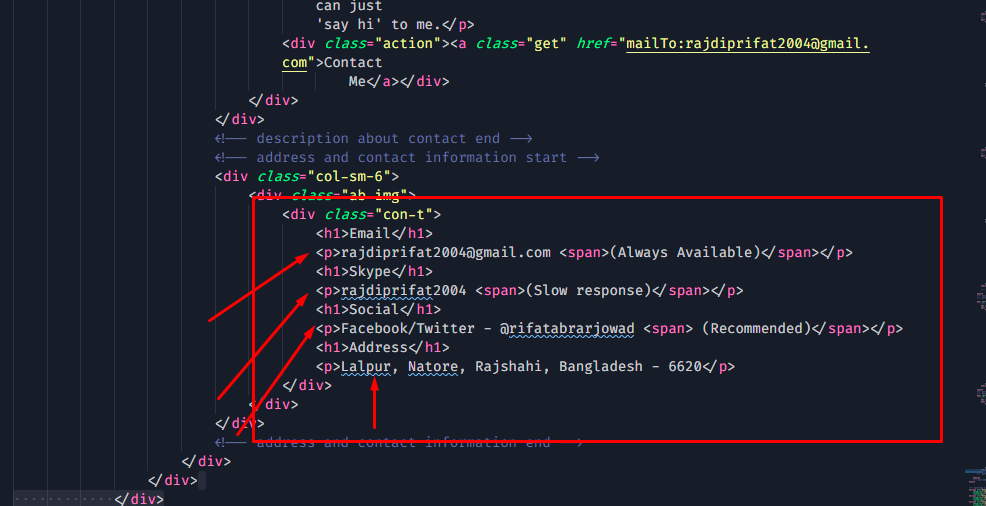 can just
'say hi' to me.</p>
<div class="action"><a class="get" href="mailTo:rajdiprifat2004@gmail.
com">Contact
Me</a></div>
</div>
</div>
<!-- description about contact end -->
<!-- address and contact information start -->
<div class="col-sm-6">
<div class="ab-img">
<div class="con-t">
<h1>Email</h1>
<p>rajdiprifat2004@gmail.com <span>(Always Available)</span></p>
<h1>Skype</h1>
<p>rajdiprifat2004 <span>(Slow response)</span></p>
<h1>Social</h1>
<p>Facebook/Twitter - @rifatabrarjowad <span> (Recommended)</span></p>
<h1>Address</h1>
<p>Lalpur, Natore, Rajshahi, Bangladesh - 6620</p>
</div>
</div>
</div>
<!-- address and contact information end -->
</div>
</div>
</div>